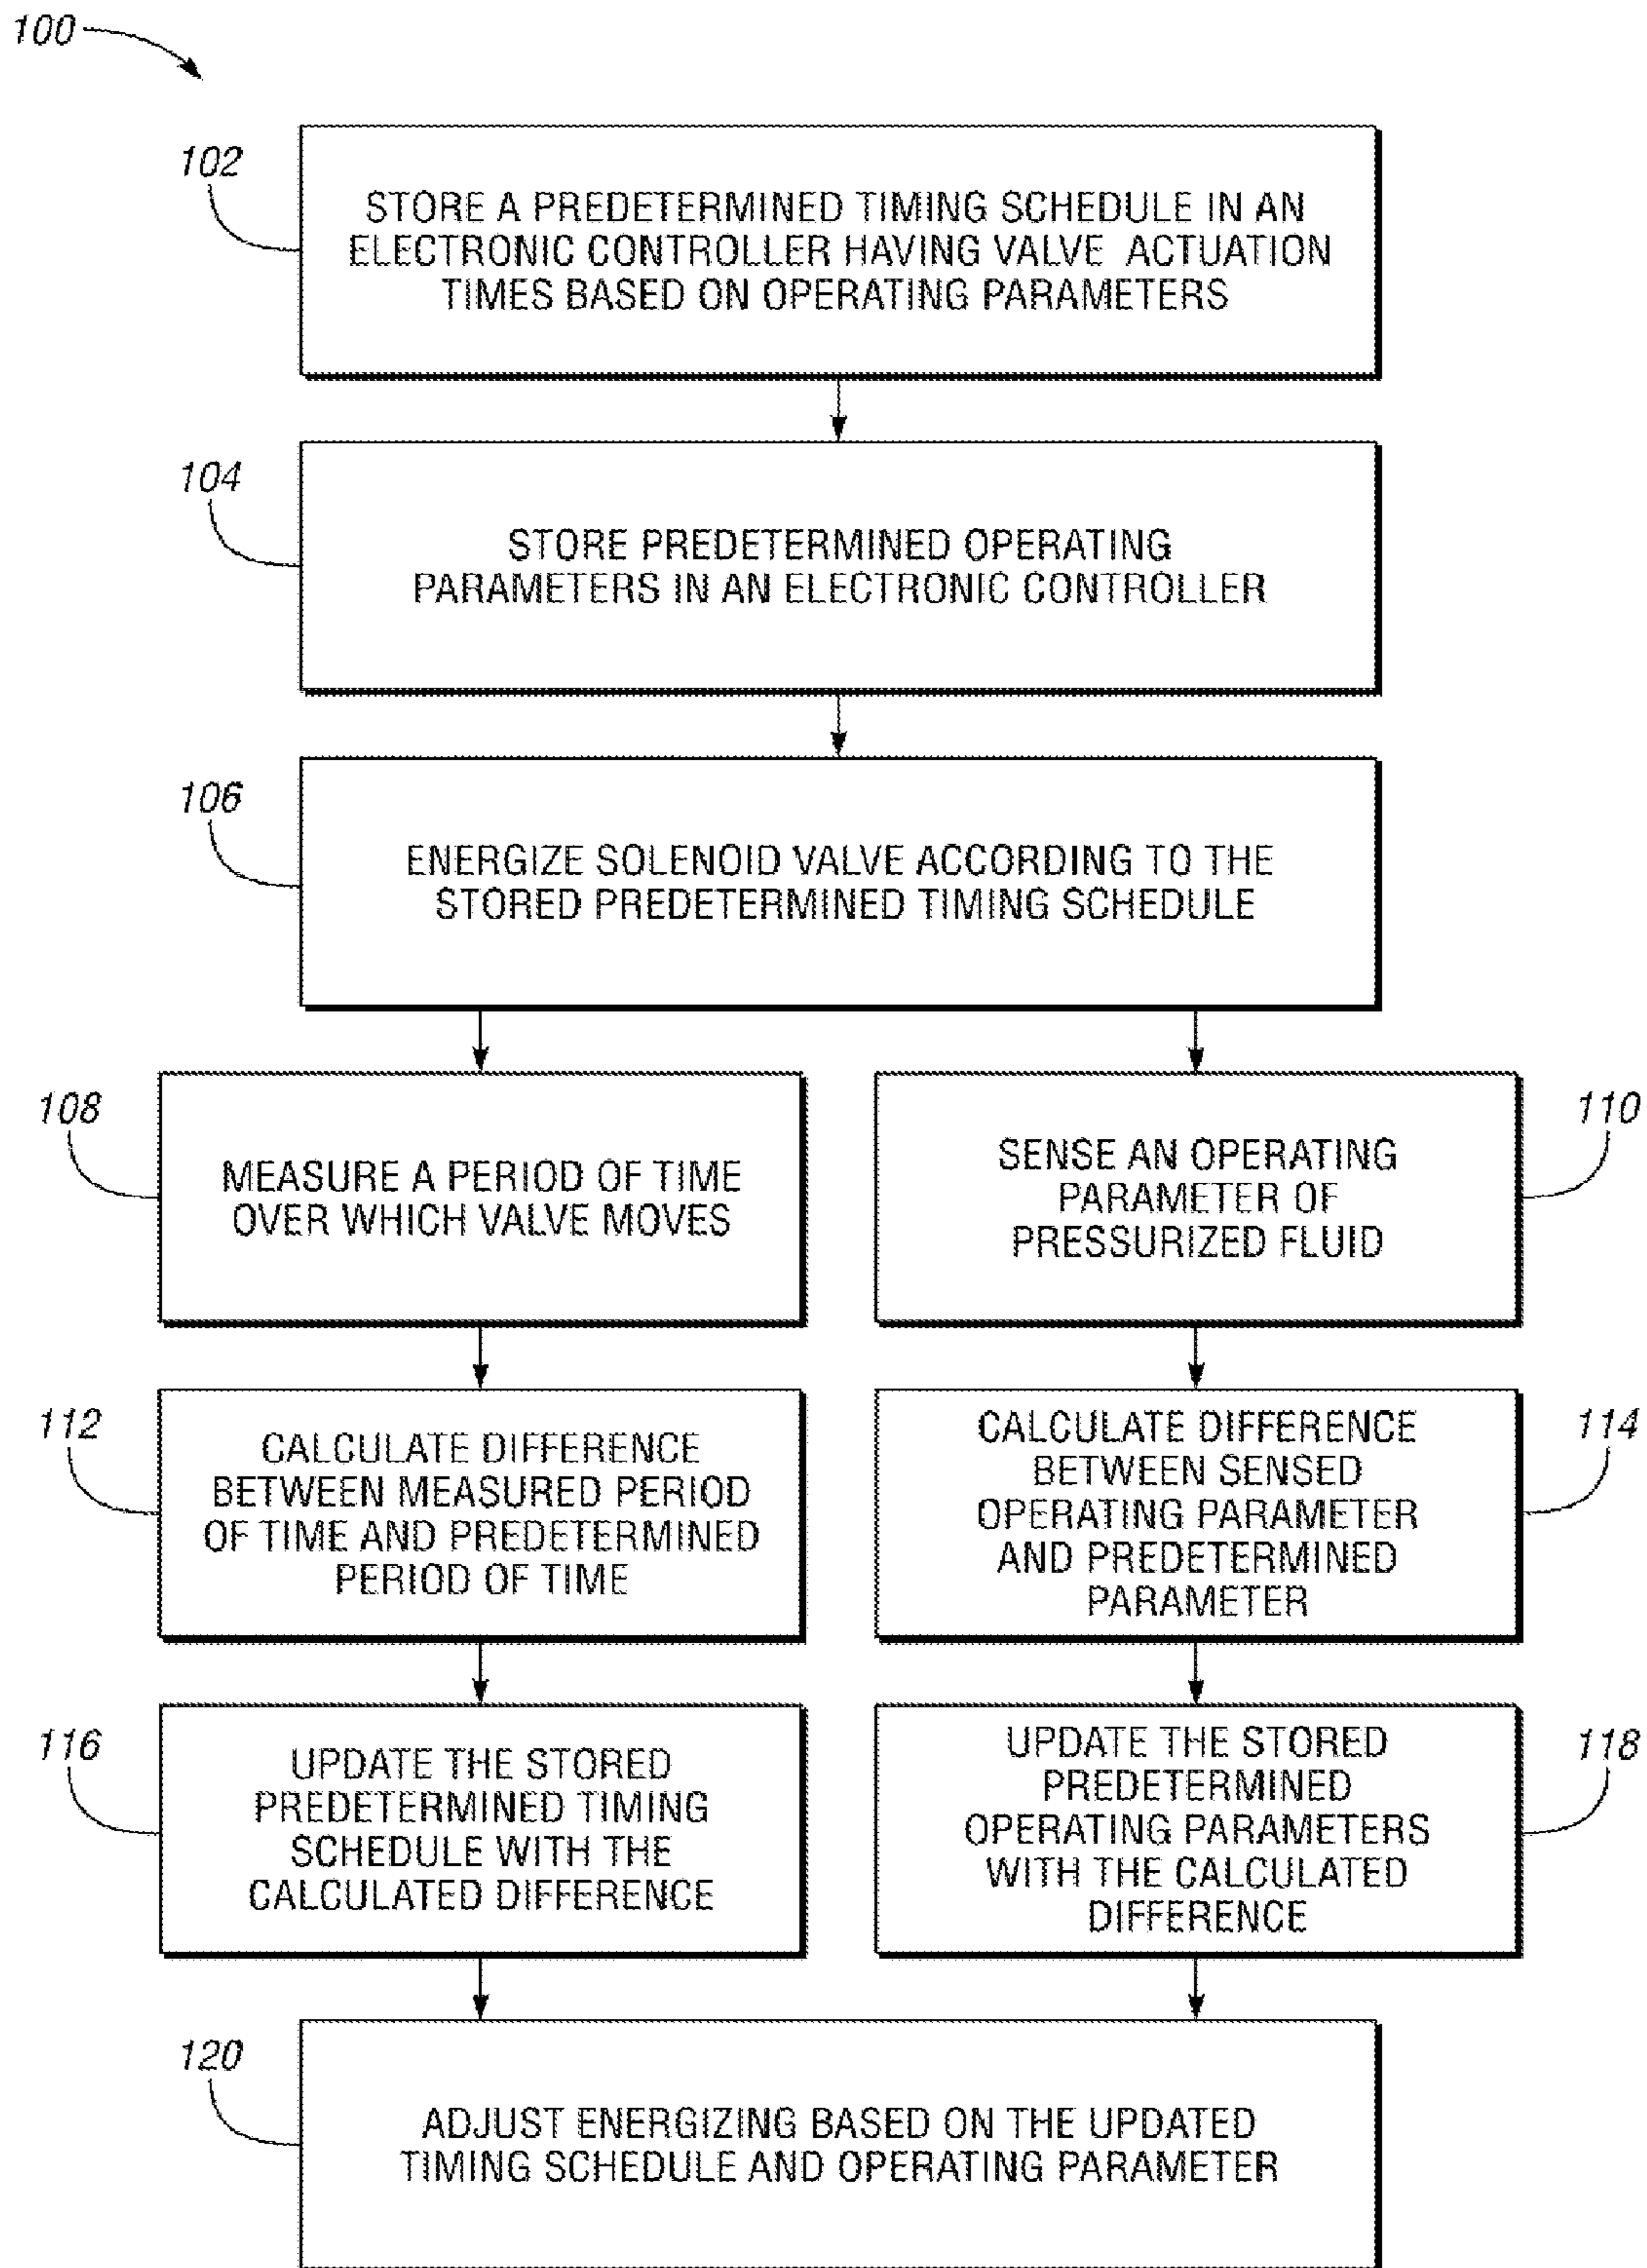 100
102
STORE A PREDETERMINED TIMING SCHEDULE IN AN
ELECTRONIC CONTROLLER HAVING VALVE ACTUATION
TIMES BASED ON OPERATING PARAMETERS
104
STORE PREDETERMINED OPERATING
PARAMETERS IN AN ELECTRONIC CONTROLLER
106
ENERGIZE SOLENOID VALVE ACCORDING TO THE
STORED PREDETERMINED TIMING SCHEDULE
108
MEASURE A PERIOD OF TIME
OVER WHICH VALVE MOVES
110
SENSE AN OPERATING
PARAMETER OF
PRESSURIZED FLUID
112
CALCULATE DIFFERENCE
BETWEEN MEASURED PERIOD
OF TIME AND PREDETERMINED
PERIOD OF TIME
114
CALCULATE DIFFERENCE
BETWEEN SENSED
OPERATING PARAMETER
AND PREDETERMINED
PARAMETER
116
UPDATE THE STORED
PREDETERMINED TIMING
SCHEDULE WITH THE
CALCULATED DIFFERENCE
118
UPDATE THE STORED
PREDETERMINED
OPERATING PARAMETERS
WITH THE CALCULATED
DIFFERENCE
120
ADJUST ENERGIZING BASED ON THE UPDATED
TIMING SCHEDULE AND OPERATING PARAMETER